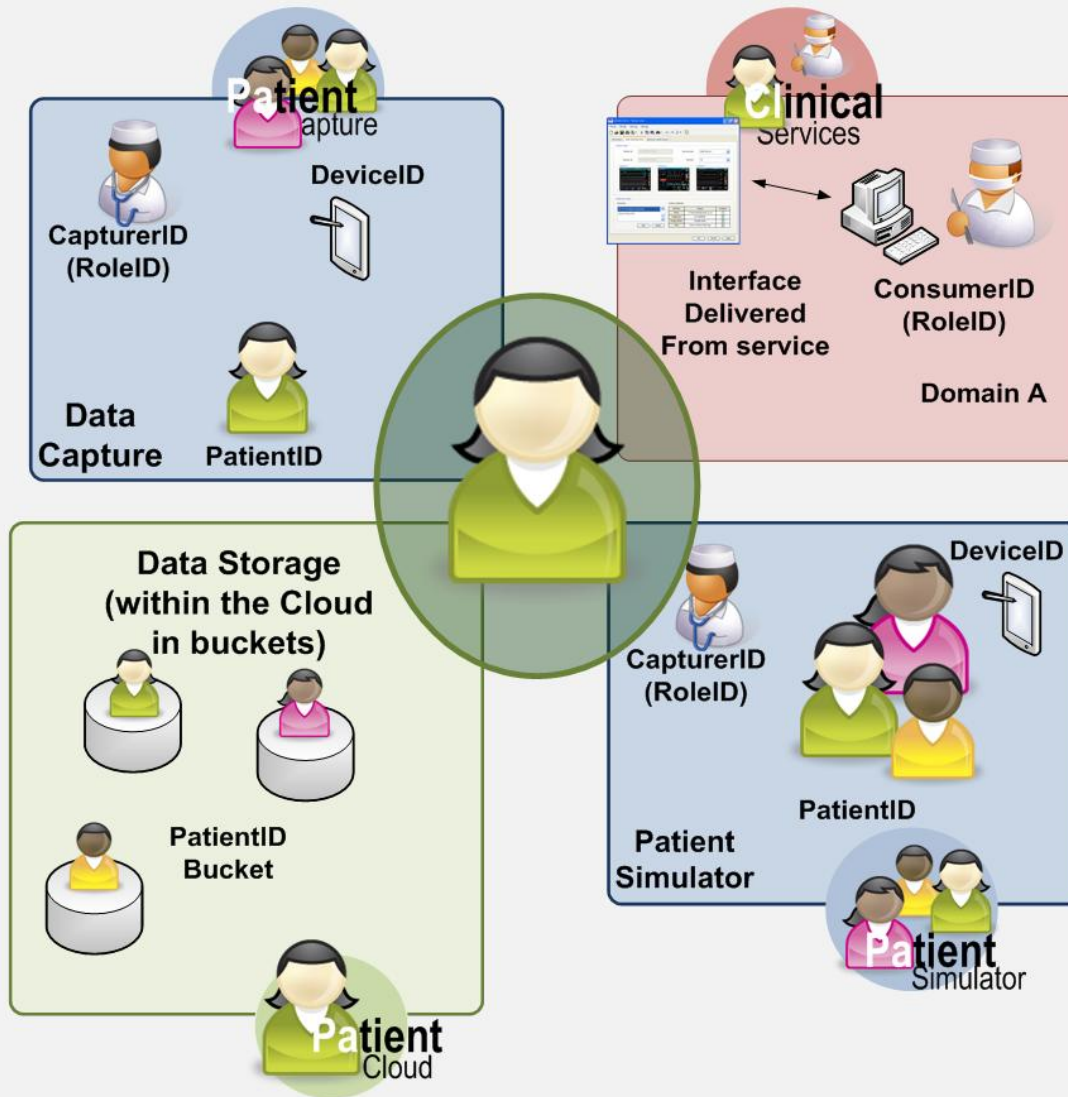 Patient
Capture
CapturerID
(RoleID)
DeviceID
PatientID
Data
Capture
Clinical
Services
Interface
Delivered
From service
ConsumerID
(RoleID)
Domain A
Data Storage
(within the Cloud
in buckets)
PatientID
Bucket
Patient
Cloud
CapturerID
(RoleID)
DeviceID
PatientID
Patient
Simulator
Patient
Simulator